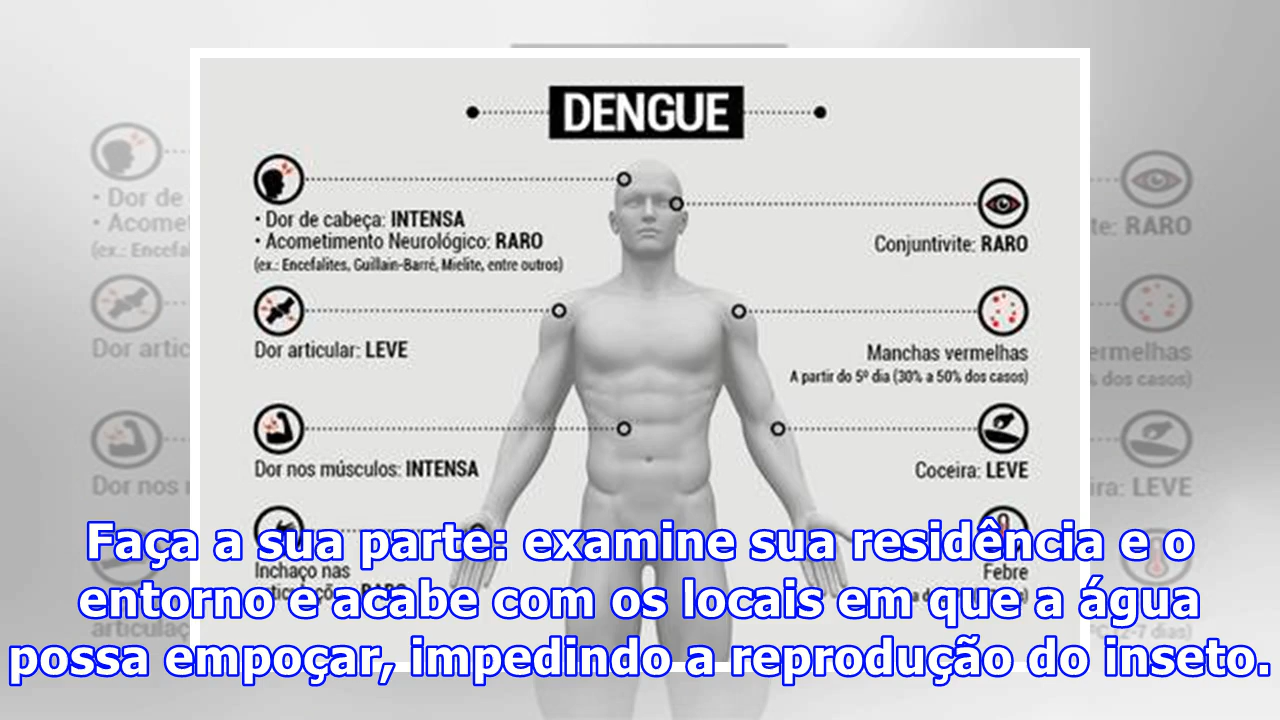 DENGUE
• Dor de cabeça: INTENSA
• Acometimento Neurológico: RARO
(ex.: Encefalites, Guillain-Barré, Mielite, entre outros)
Conjuntivite: RARO
Dor articular: LEVE
Manchas vermelhas
A partir do 5º dia (30% a 50% dos casos)
Dor nos músculos: INTENSA
Coceira: LEVE
Inchaço nas
Febre
Faça a sua parte: examine sua residência e o
entorno e acabe com os locais em que a água
possa empoçar, impedindo a reprodução do inseto.